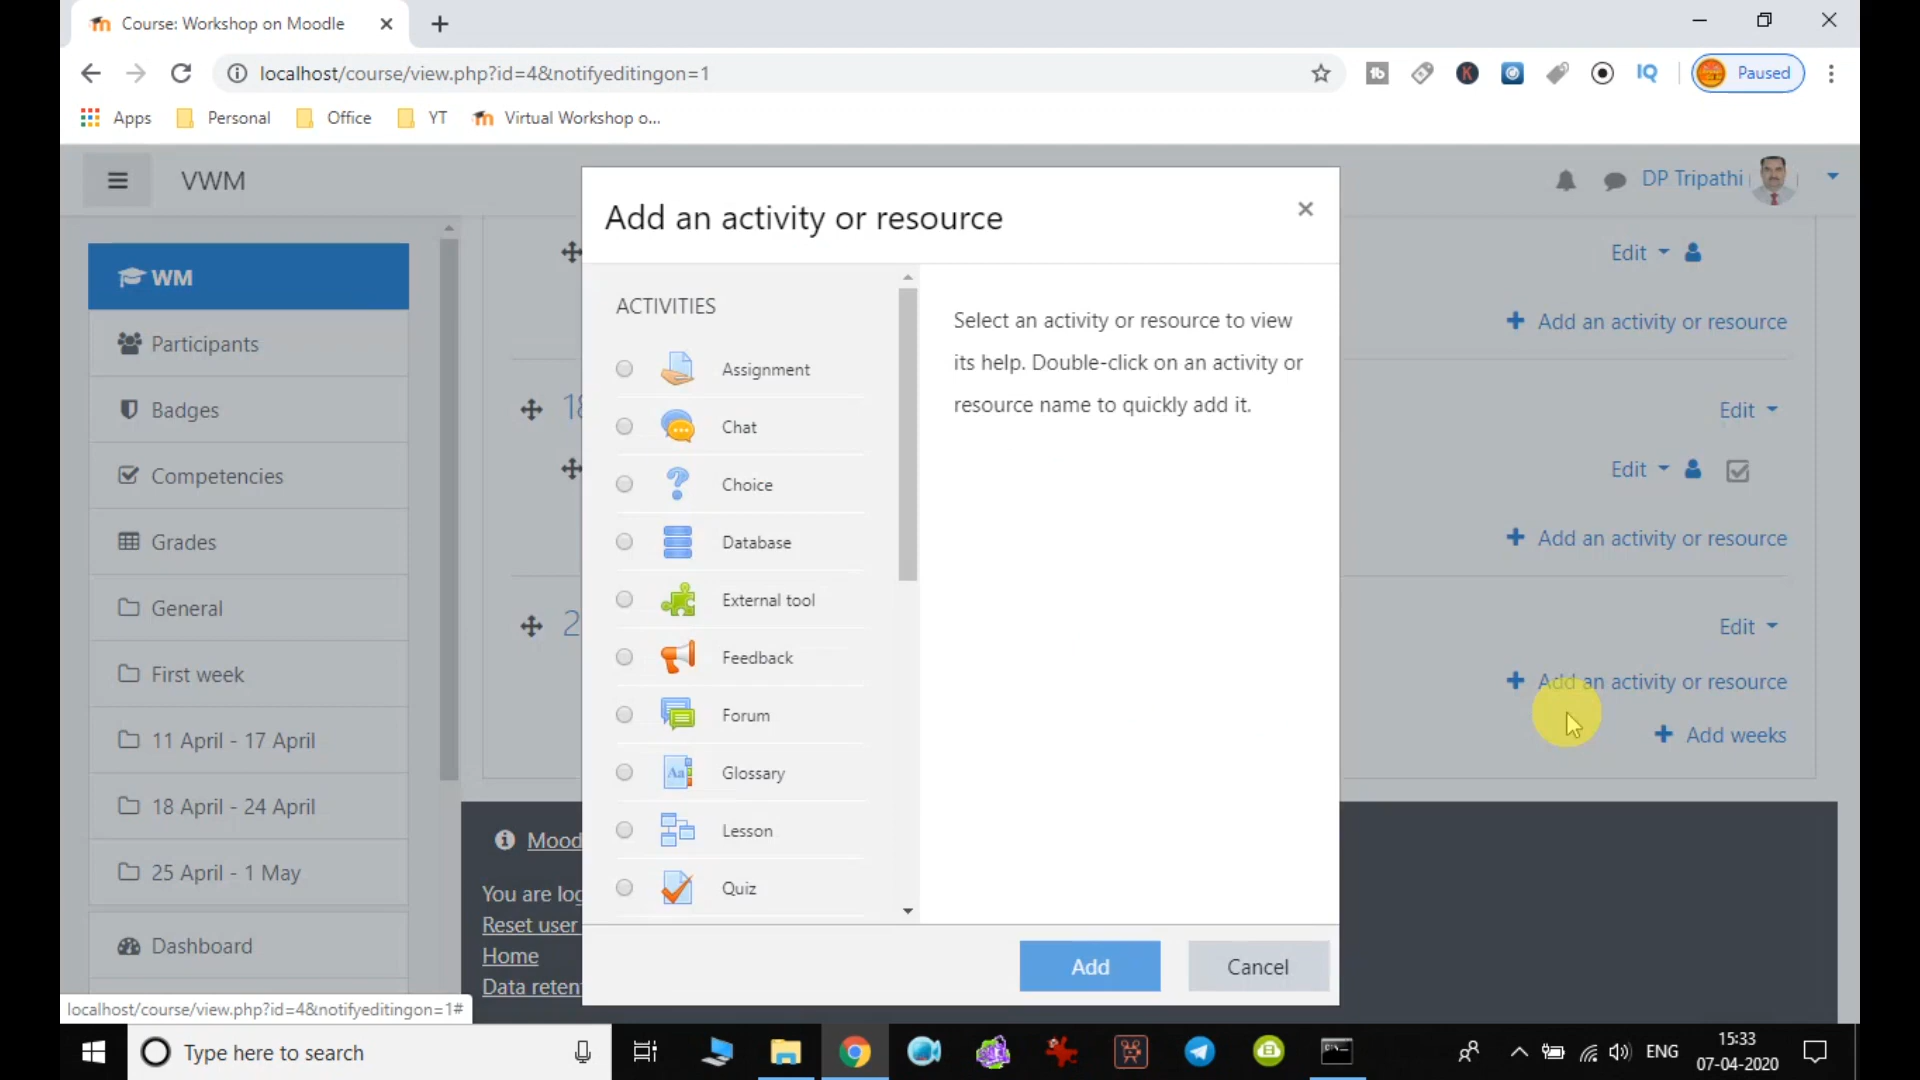 Course: Workshop on Moodle
localhost/course/view.php?id=4&notifyeditingon=1
Paused
Apps
Personal
Office
YT
Virtual Workshop o...
VWM
DP Tripathi
WM
Participants
Badges
Competencies
Grades
General
First week
11 April - 17 April
18 April - 24 April
25 April - 1 May
Dashboard
Add an activity or resource
ACTIVITIES
Assignment
Chat
Choice
Database
External tool
Feedback
Forum
Glossary
Lesson
Quiz
Select an activity or resource to view
its help. Double-click on an activity or
resource name to quickly add it.
Add
Cancel
Edit
Add an activity or resource
18
Edit
Edit
Add an activity or resource
2
Edit
Add an activity or resource
Add weeks
Mood
You are log
Reset user
Home
Data reten
localhost/course/view.php?id=4&notifyeditingon=1#
Type here to search
ENG
15:33
07-04-2020